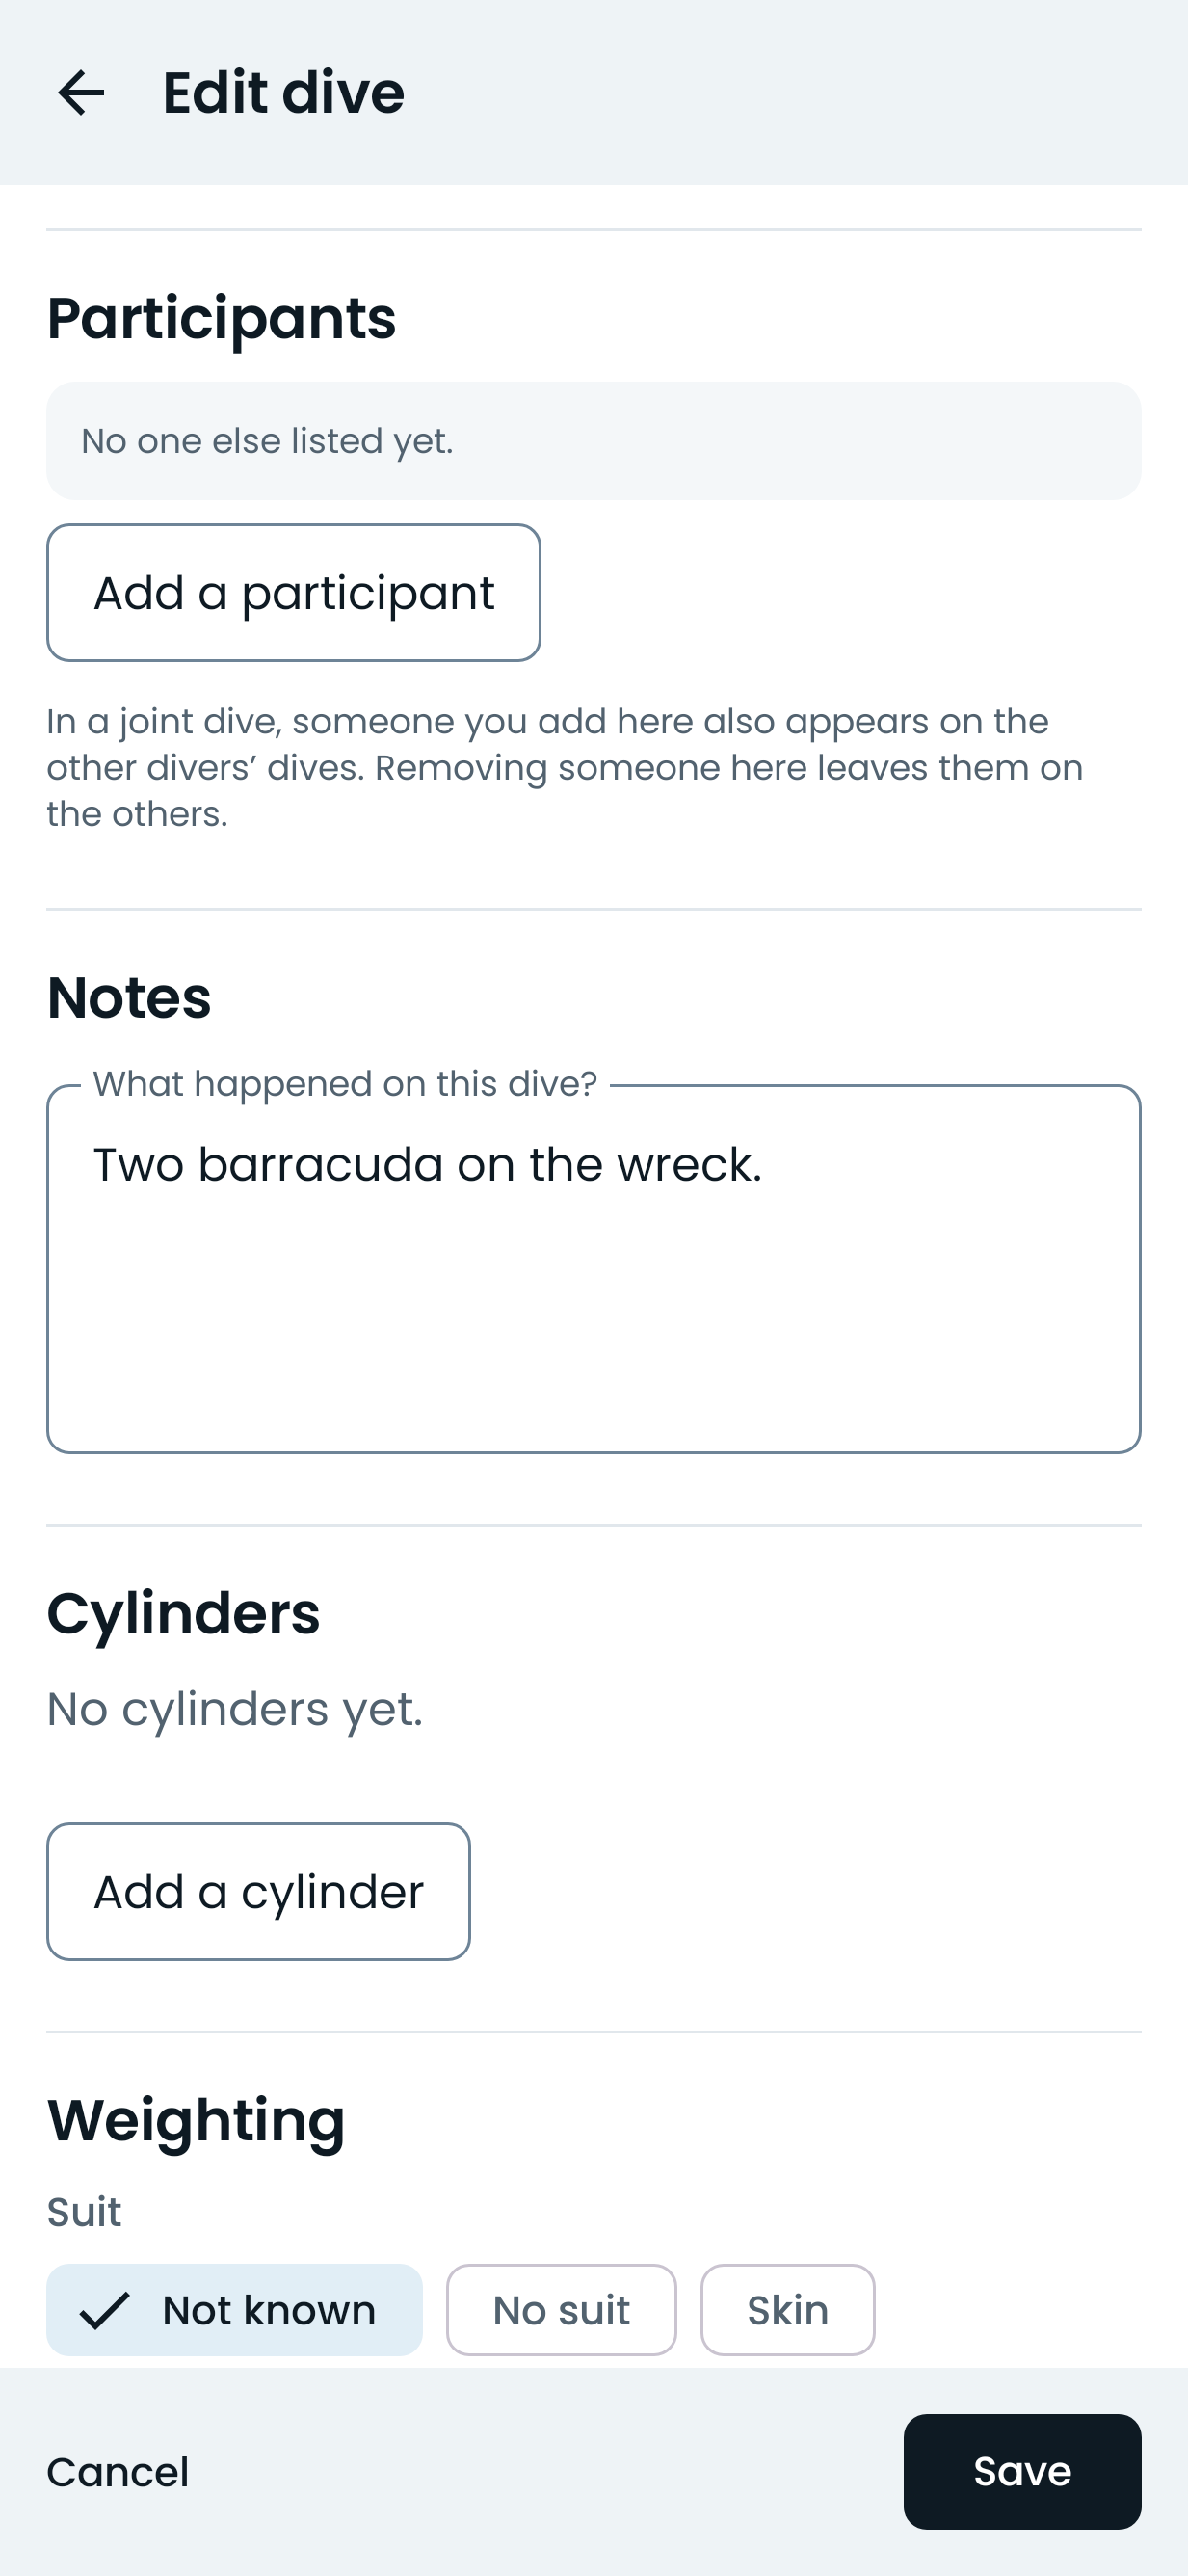 Edit dive
Participants
No one else listed yet.
Add a participant
In a joint dive, someone you add here also appears on the
other divers’ dives. Removing someone here leaves them on
the others.
Notes
What happened on this dive?
Two barracuda on the wreck.
Cylinders
No cylinders yet.
Add a cylinder
Weighting
Suit
Not known
No suit
Skin
Cancel
Save